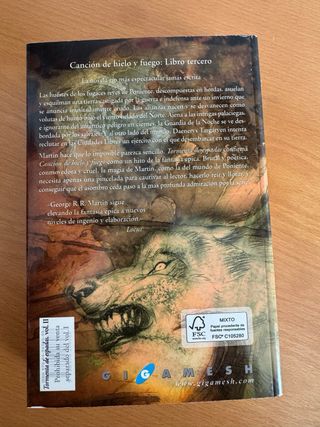 Canción de hielo y fuego: Libro tercero
La novela río más espectacular jamás escrita
Las huestes de los fugaces reyes de Poniente, descompuestas en hordas, asuelan
y esquilman una tierra castigada por la guerra e indefensa ante un invierno que
se anuncia inusitadamente crudo. Las alianzas nacen y se desvanecen como
volutas de humo bajo el viento helado del Norte. Ajena a las intrigas palaciegas,
e ignorante del auténtico peligro en ciernes, la Guardia de la Noche se ve des-
bordada por los salvajes. Y al otro lado del mundo, Daenerys Targaryen intenta
reclutar en las Ciudades Libres un ejército con el que desembarcar en su tierra.
Martin hace que lo imposible parezca sencillo. Tormenta de espadas confirma
Canción de hielo y fuego como un hito de la fantasía épica. Brutal y poética,
conmovedora y cruel, la magia de Martin, como la del mundo de Poniente,
necesita apenas una pincelada para cautivar al lector, hacerlo reír y llorar, y
conseguir que el asombro ceda paso a la más profunda admiración por la serie.
«George R.R. Martin sigue
elevando la fantasía épica a nuevos
niveles de ingenio y elaboración.»
Locus
Tormenta de espadas, vol. II
Prohibida su venta
separado del vol. I
FSC
www.fsc.org
MIXTO
Papel procedente de
fuentes responsables
FSC® C105280
GIGAMESH
www.gigamesh.com